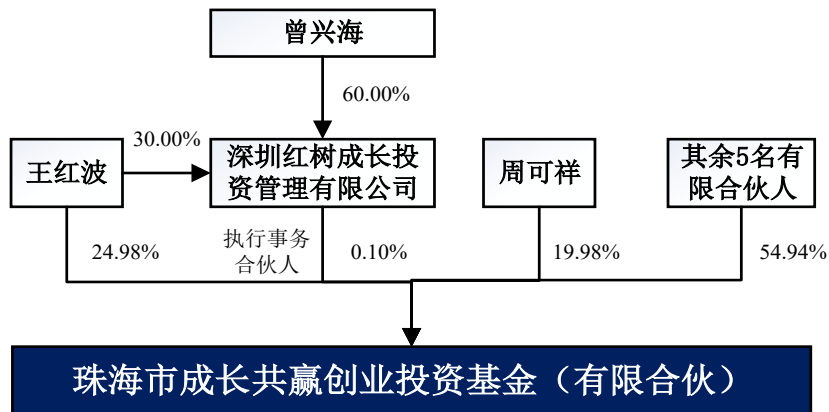 曾兴海
60.00%
30.00%
王红波
深圳红树成长投
资管理有限公司
周可祥
其余5名有
限合伙人
24.98%
执行事务
合伙人
0.10%
19.98%
54.94%
珠海市成长共赢创业投资基金（有限合伙）